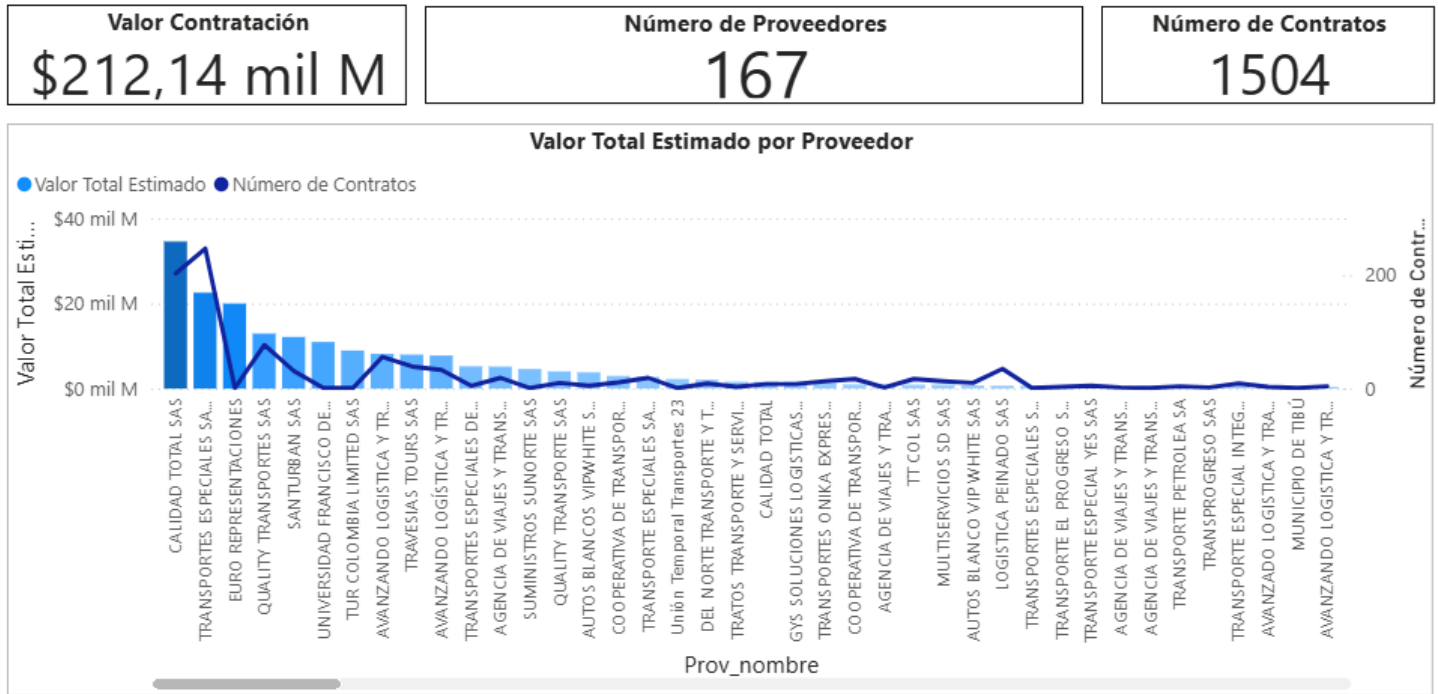 Valor Contratación
$212,14 mil M
Número de Proveedores
167
Número de Contratos
1504
Valor Total Estimado por Proveedor
Valor Total Estimado
Número de Contratos
Valor Total Esti...
$40 mil M
$20 mil M
$0 mil M
200
0
Número de Contr...
CALIDAD TOTAL SAS
TRANSPORTES ESPECIALES SA...
EURO REPRESENTACIONES
QUALITY TRANSPORTES SAS
SANTURBAN SAS
UNIVERSIDAD FRANCISCO DE...
TUR COLOMBIA LIMITED SAS
AVANZANDO LOGISTICA Y TR...
TRAVESIAS TOURS SAS
AVANZANDO LOGÍSTICA Y TR...
TRANSPORTES ESPECIALES DE...
AGENCIA DE VIAJES Y TRANS...
SUMINISTROS SUNORTE SAS
QUALITY TRANSPORTE SAS
AUTOS BLANCOS VIPWHITE S...
COOPERATIVA DE TRANSPOR...
TRANSPORTE ESPECIALES SA...
Unión Temporal Transportes 23
DEL NORTE TRANSPORTE Y T...
TRATOS TRANSPORTE Y SERVI...
CALIDAD TOTAL
GYS SOLUCIONES LOGISTICAS...
TRANSPORTES ONIKA EXPRES...
COOPERATIVA DE TRANSPOR...
AGENCIA DE VIAJES Y TRA...
TT COL SAS
MULTISERVICIOS SD SAS
AUTOS BLANCO VIP WHITE SAS
LOGISTICA PEINADO SAS
TRANSPORTES ESPECIALES S...
TRANSPORTE EL PROGRESO S...
TRANSPORTE ESPECIAL YES SAS
AGENCIA DE VIAJES Y TRANS...
AGENCIA DE VIAJES Y TRANS...
TRANSPORTE PETROLEA SA
TRANSPROGRESO SAS
TRANSPORTE ESPECIAL INTEG...
AVANZADO LOGISTICA Y TRA...
MUNICIPIO DE TIBÚ
AVANZANDO LOGISTICA Y TR...
Prov_nombre